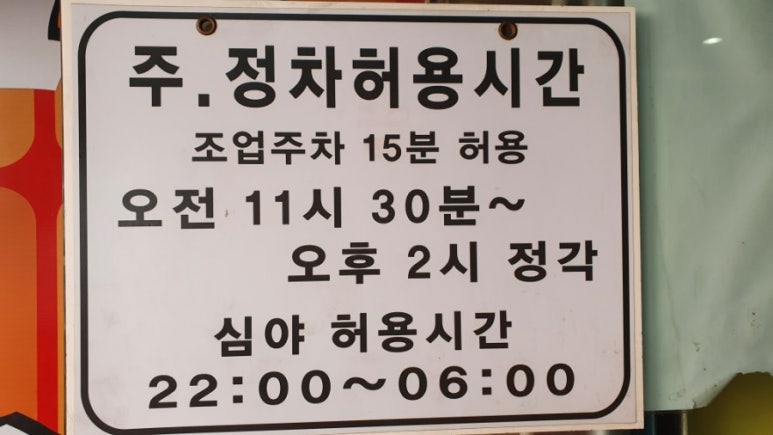 주.정차허용시간
조업주차 15분 허용
오전 11시 30분~
오후 2시 정각
심야 허용시간
22:00~06:00